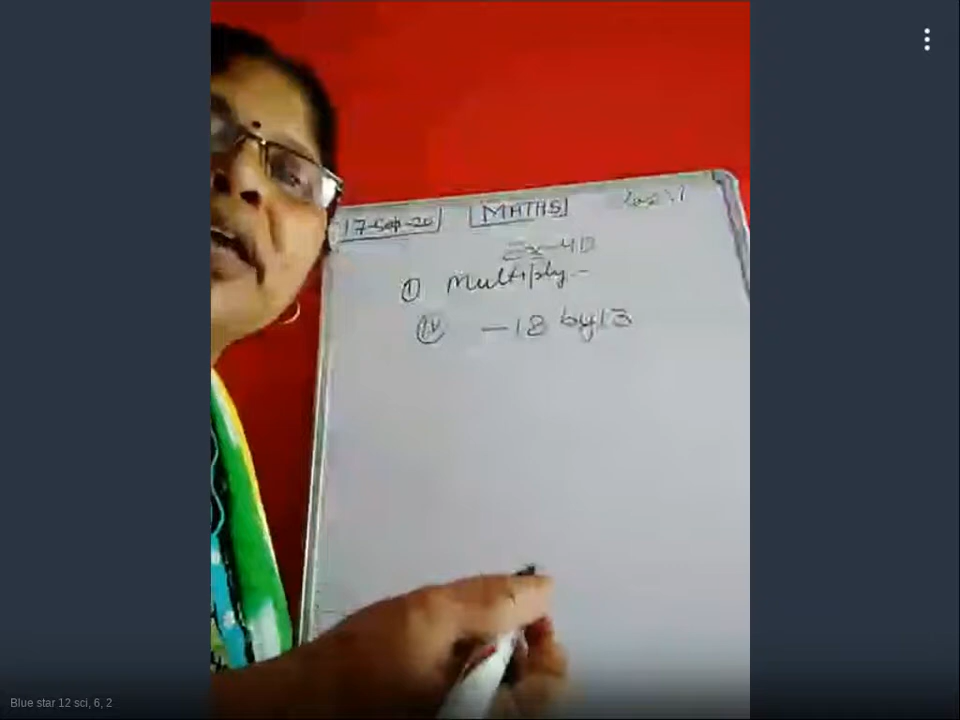 17-Sep-20 MATHS
Ex-4D
① Multiply:-
ⓘⓥ -18 by 13
Blue star 12 sci, 6, 2